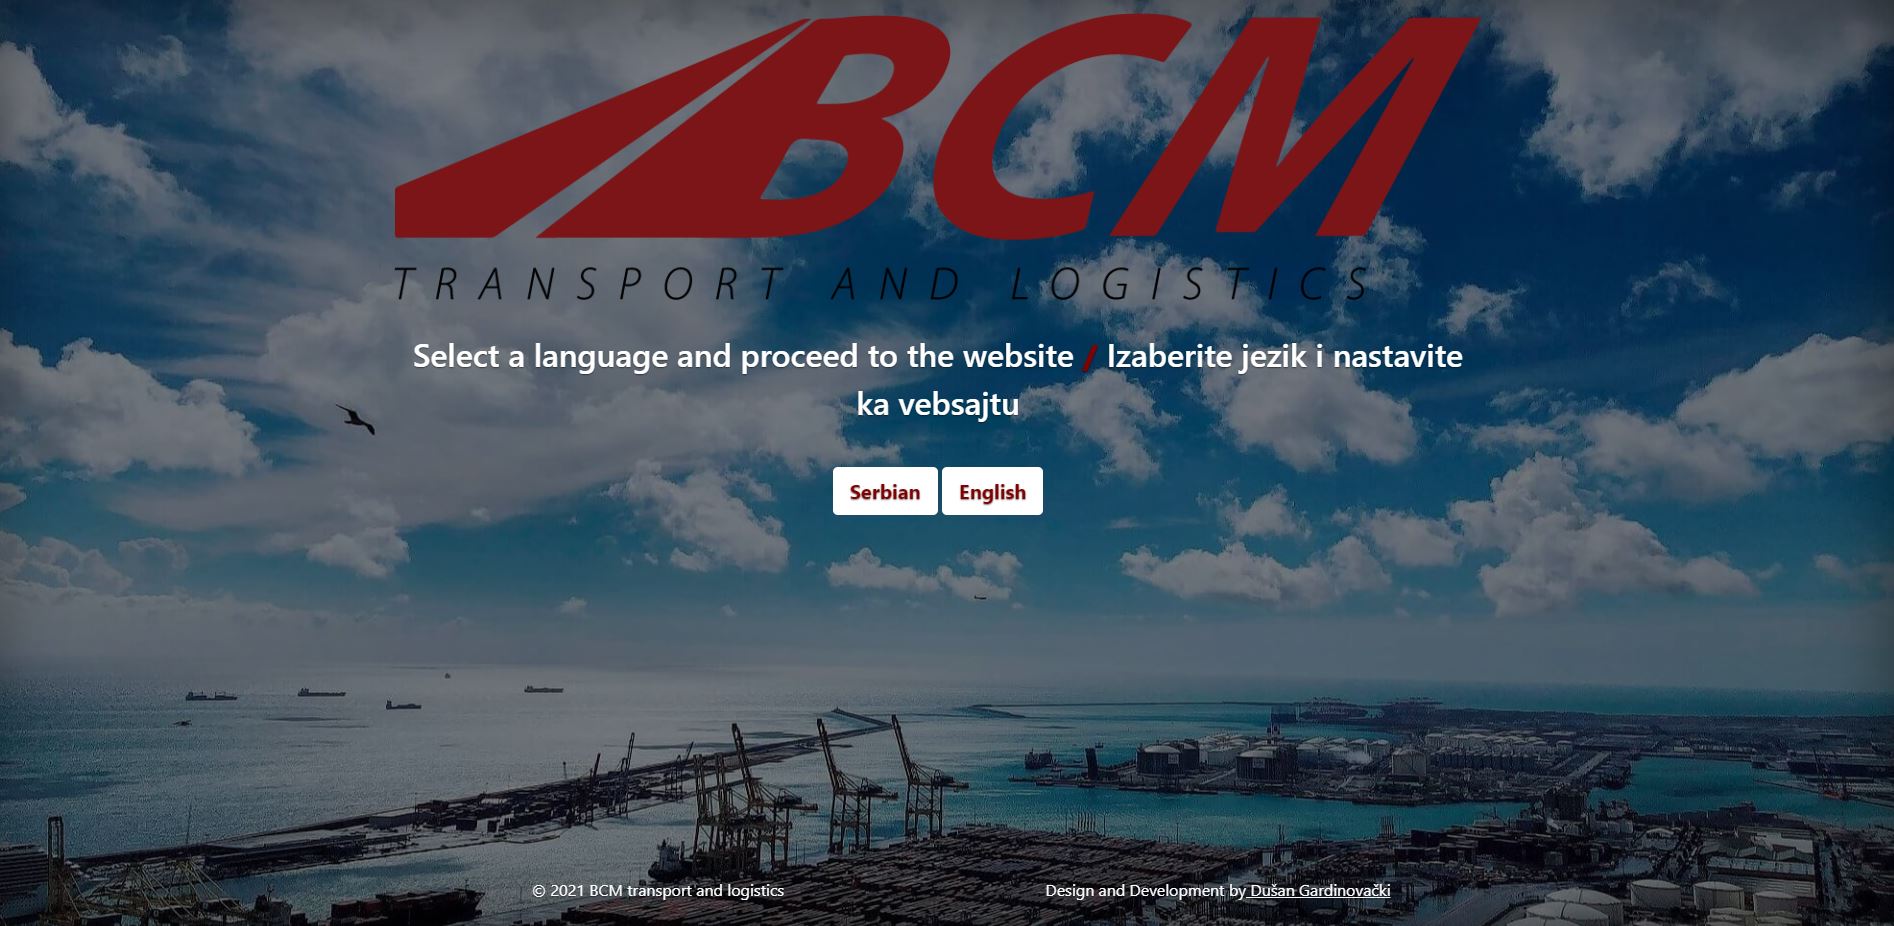 BCM
TRANSPORT AND LOGISTICS
Select a language and proceed to the website / Izaberite jezik i nastavite
ka vebsajtu
Serbian English
© 2021 BCM transport and logistics Design and Development by Dušan Gardinovački